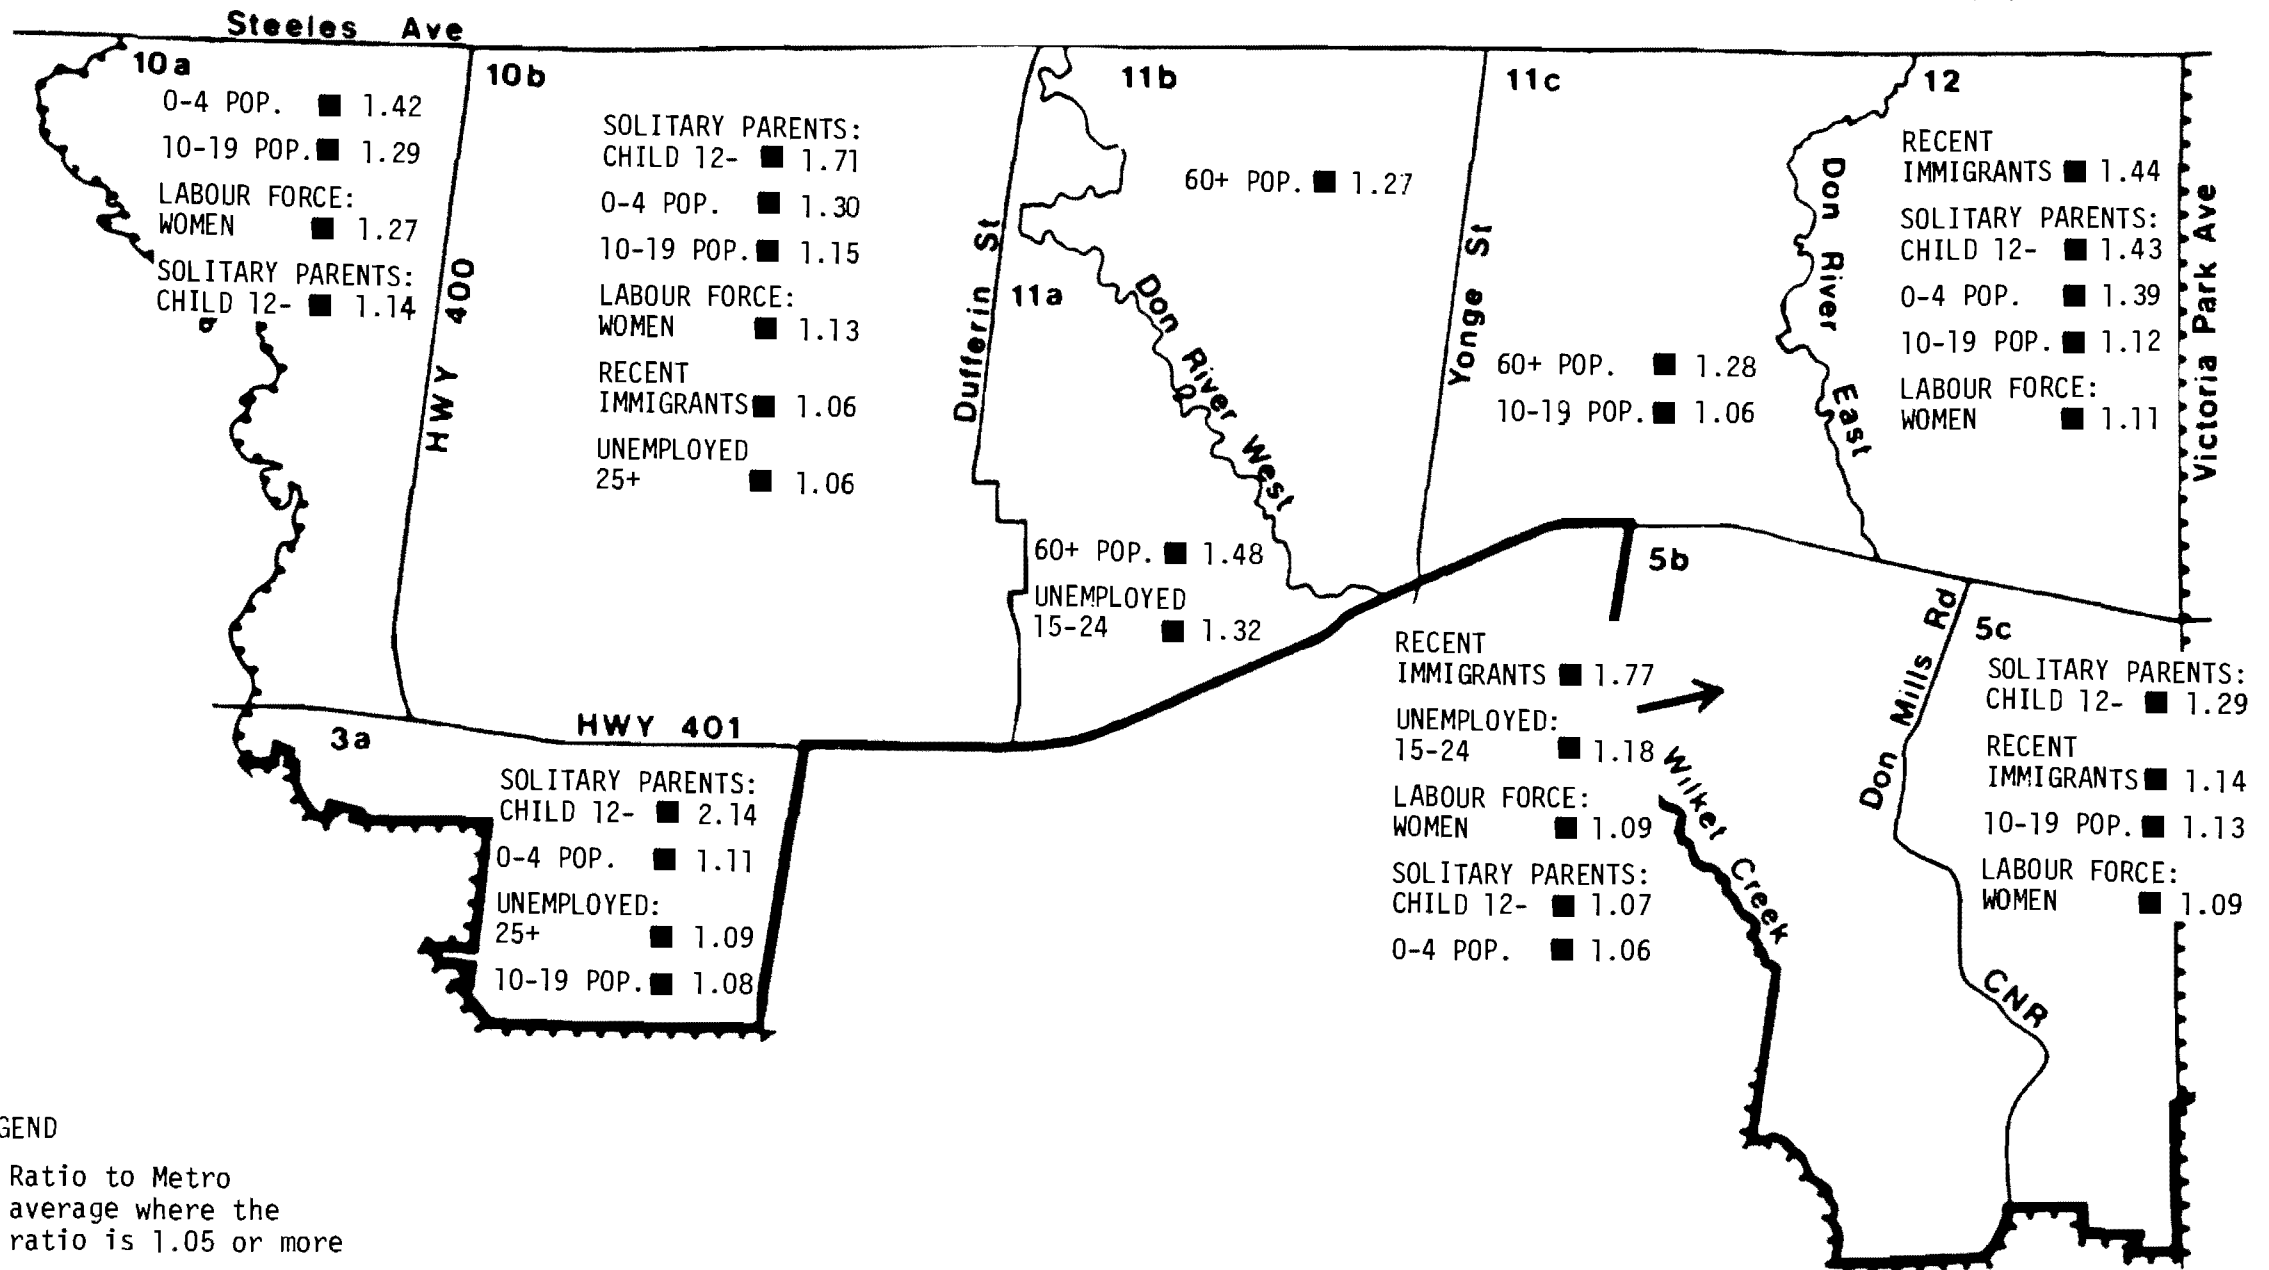 Steeles Ave
10a
0-4 POP. ■ 1.42
10-19 POP. ■ 1.29
LABOUR FORCE:
WOMEN ■ 1.27
SOLITARY PARENTS:
CHILD 12- ■ 1.14
HWY 400
10b
SOLITARY PARENTS:
CHILD 12- ■ 1.71
0-4 POP. ■ 1.30
10-19 POP. ■ 1.15
LABOUR FORCE:
WOMEN ■ 1.13
RECENT
IMMIGRANTS ■ 1.06
UNEMPLOYED
25+ ■ 1.06
Dufferin St
11a
60+ POP. ■ 1.48
UNEMPLOYED
15-24 ■ 1.32
Don River West
11b
60+ POP. ■ 1.27
Yonge St
11c
60+ POP. ■ 1.28
10-19 POP. ■ 1.06
Don River East
12
RECENT
IMMIGRANTS ■ 1.44
SOLITARY PARENTS:
CHILD 12- ■ 1.43
0-4 POP. ■ 1.39
10-19 POP. ■ 1.12
LABOUR FORCE:
WOMEN ■ 1.11
Victoria Park Ave
HWY 401
3a
SOLITARY PARENTS:
CHILD 12- ■ 2.14
0-4 POP. ■ 1.11
UNEMPLOYED:
25+ ■ 1.09
10-19 POP. ■ 1.08
5b
RECENT
IMMIGRANTS ■ 1.77
UNEMPLOYED:
15-24 ■ 1.18
LABOUR FORCE:
WOMEN ■ 1.09
SOLITARY PARENTS:
CHILD 12- ■ 1.07
0-4 POP. ■ 1.06
Wilket Creek
Don Mills Rd
5c
SOLITARY PARENTS:
CHILD 12- ■ 1.29
RECENT
IMMIGRANTS ■ 1.14
10-19 POP. ■ 1.13
LABOUR FORCE:
WOMEN ■ 1.09
CNR
GEND
Ratio to Metro
average where the
ratio is 1.05 or more